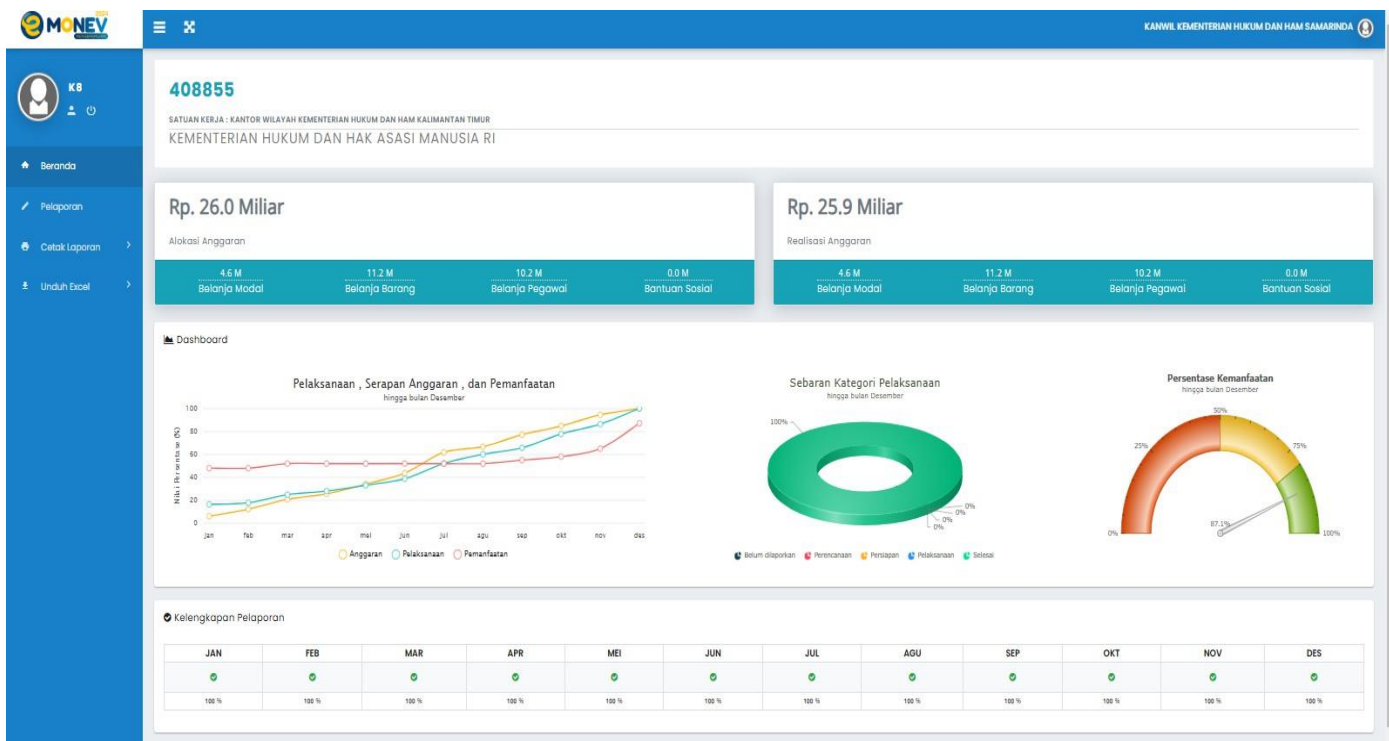 eMONEV
KANWIL KEMENTERIAN HUKUM DAN HAM SAMARINDA
K8
Beranda
Pelaporan
Cetak Laporan
Unduh Excel
408855
SATUAN KERJA : KANTOR WILAYAH KEMENTERIAN HUKUM DAN HAM KALIMANTAN TIMUR
KEMENTERIAN HUKUM DAN HAK ASASI MANUSIA RI
Rp. 26.0 Miliar
Alokasi Anggaran
4.6 M 11.2 M 10.2 M 0.0 M
Belanja Modal Belanja Barang Belanja Pegawai Bantuan Sosial
Rp. 25.9 Miliar
Realisasi Anggaran
4.6 M 11.2 M 10.2 M 0.0 M
Belanja Modal Belanja Barang Belanja Pegawai Bantuan Sosial
Dashboard
Pelaksanaan , Serapan Anggaran , dan Pemanfaatan
hingga bulan Desember
Nilai Persentase (%)
100
80
60
40
20
0
jan feb mar apr mei jun jul agu sep okt nov des
Anggaran Pelaksanaan Pemanfaatan
Sebaran Kategori Pelaksanaan
hingga bulan Desember
100%
0%
0%
0%
0%
Belum dilaporkan Perencanaan Persiapan Pelaksanaan Selesai
Persentase Kemanfaatan
hingga bulan Desember
50%
25% 75%
87.1%
0% 100%
Kelengkapan Pelaporan
JAN FEB MAR APR MEI JUN JUL AGU SEP OKT NOV DES
100 % 100 % 100 % 100 % 100 % 100 % 100 % 100 % 100 % 100 % 100 % 100 %